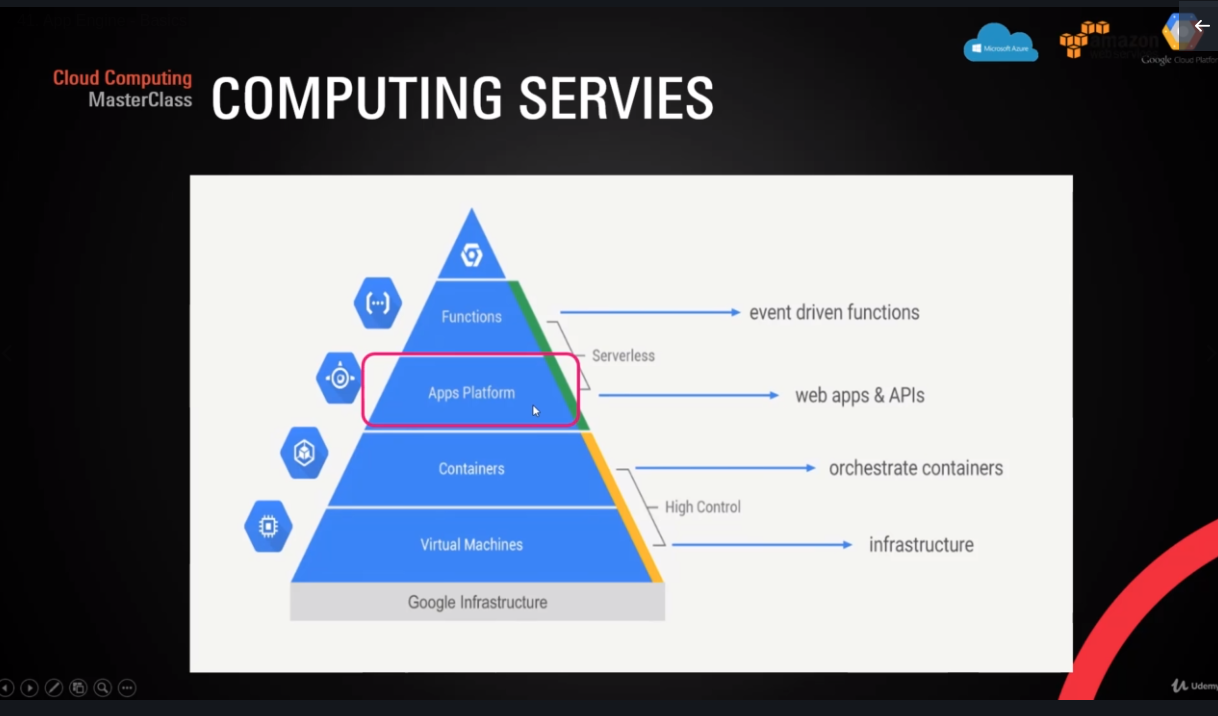 Microsoft Azure
amazon
Google Cloud Platfor
Cloud Computing
MasterClass
COMPUTING SERVIES
Functions
event driven functions
Serverless
Apps Platform
web apps & APIs
Containers
orchestrate containers
High Control
Virtual Machines
infrastructure
Google Infrastructure
Udemy